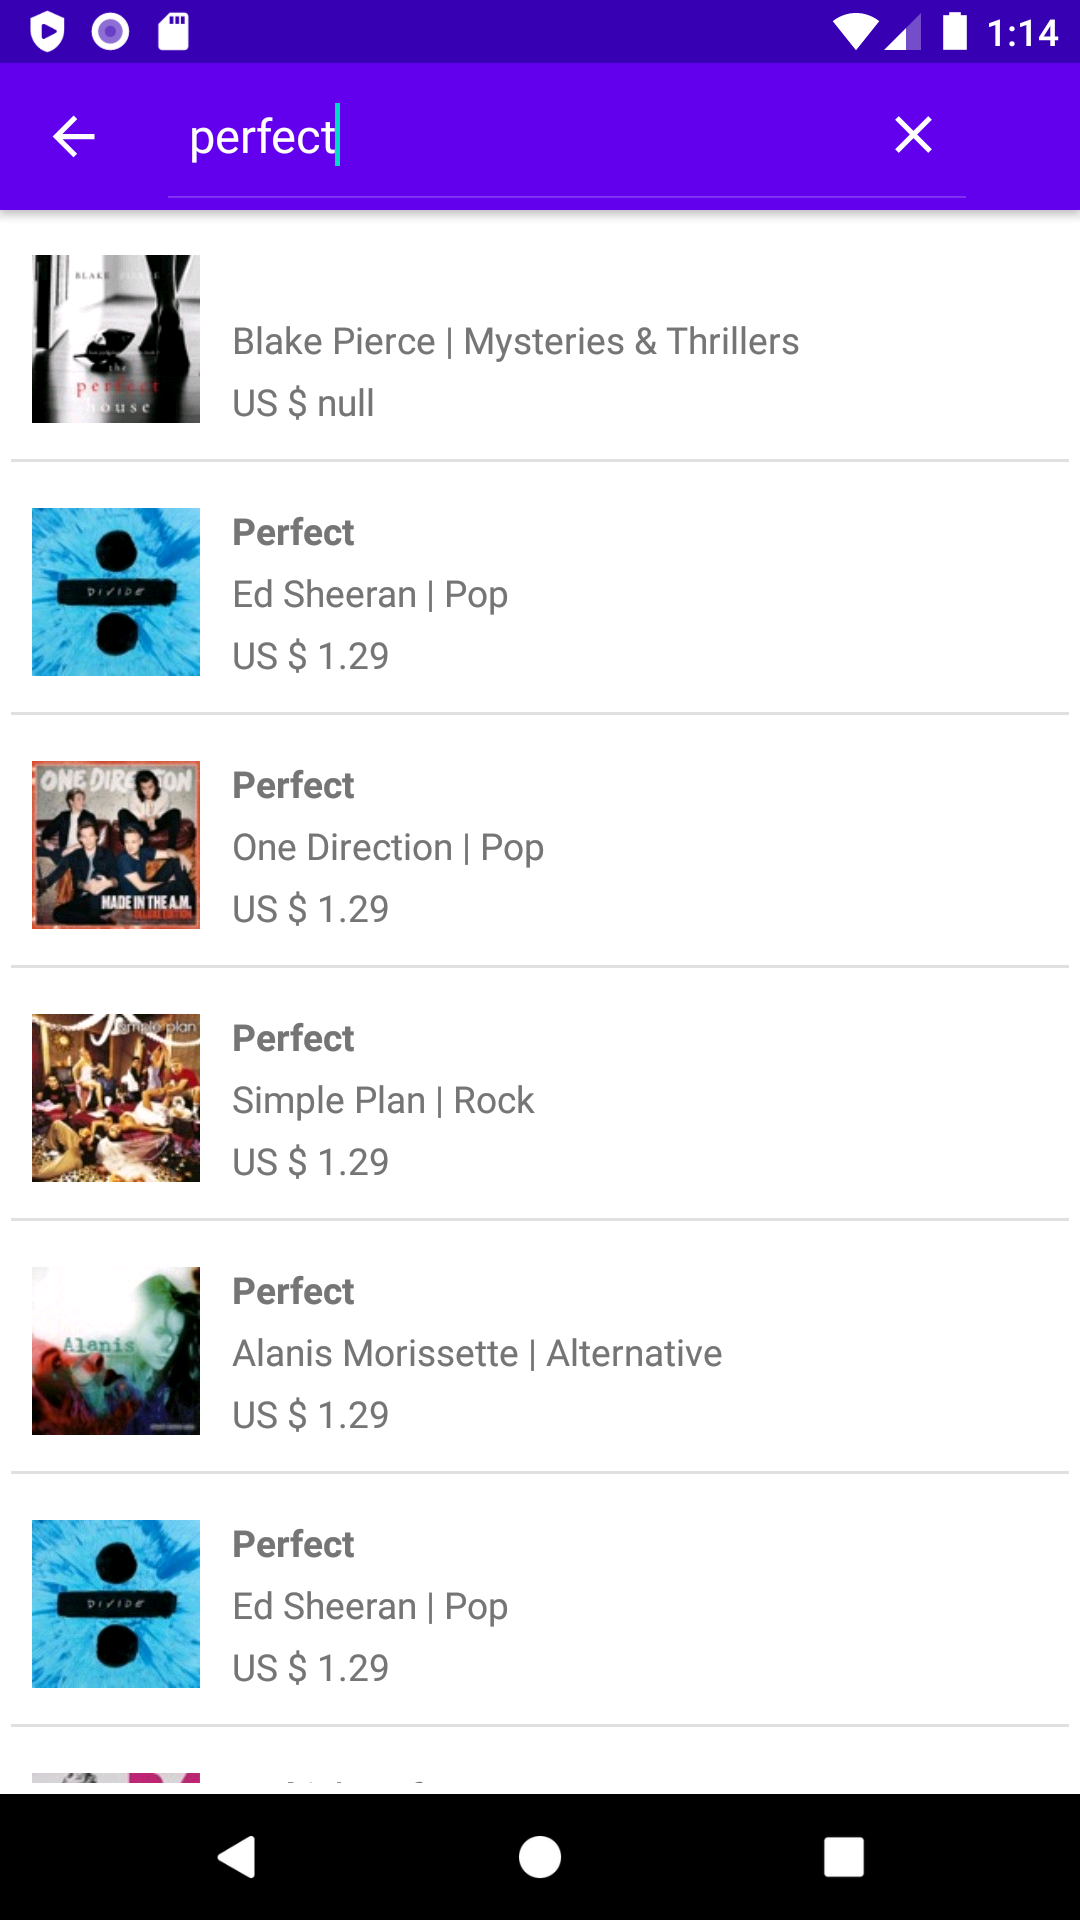 1:14
perfect
BLAKE PIERCE
the
perfect
house
Blake Pierce | Mysteries & Thrillers
US $ null
DIVIDE
Perfect
Ed Sheeran | Pop
US $ 1.29
ONE DIRECTION
MADE IN THE A.M.
DELUXE EDITION
Perfect
One Direction | Pop
US $ 1.29
simple plan
Perfect
Simple Plan | Rock
US $ 1.29
Alanis
Perfect
Alanis Morissette | Alternative
US $ 1.29
DIVIDE
Perfect
Ed Sheeran | Pop
US $ 1.29